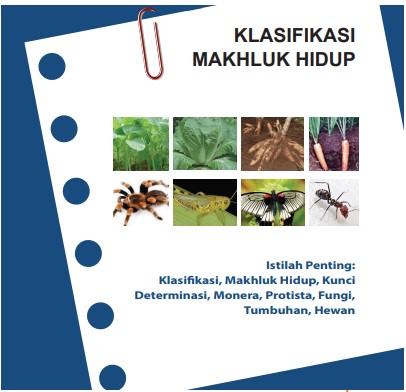 KLASIFIKASI
MAKHLUK HIDUP
Istilah Penting:
Klasifikasi, Makhluk Hidup, Kunci
Determinasi, Monera, Protista, Fungi,
Tumbuhan, Hewan